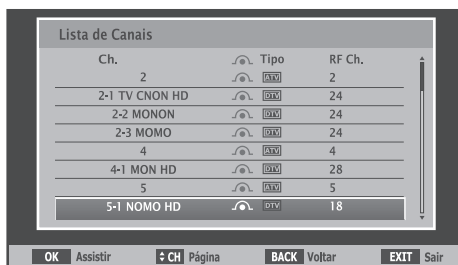 Lista de Canais
Ch. Tipo RF Ch.
2 ATV 2
2-1 TV CNON HD DTV 24
2-2 MONON DTV 24
2-3 MOMO DTV 24
4 ATV 4
4-1 MON HD DTV 28
5 ATV 5
5-1 NOMO HD DTV 18
OK Assistir CH Página BACK Voltar EXIT Sair